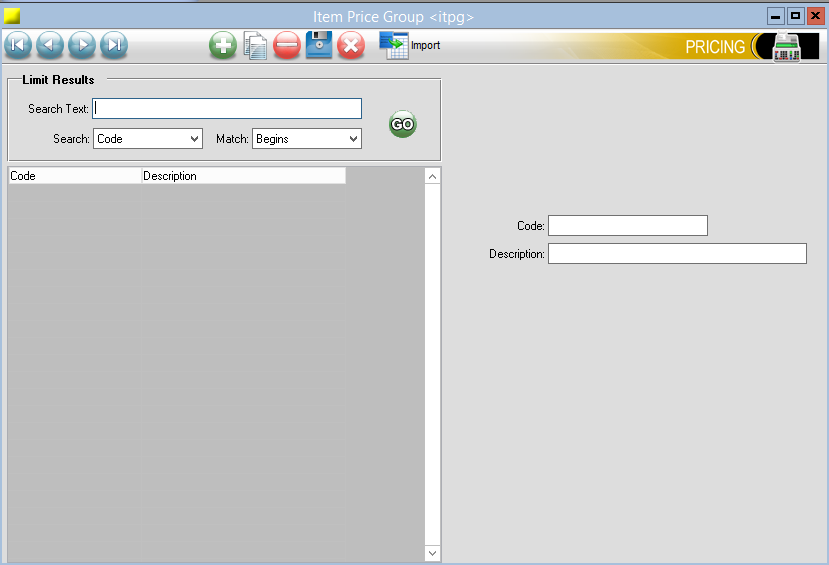 Item Price Group <itpg>
Import
PRICING
Limit Results
Search Text:
GO
Search: Code Match: Begins
Code Description
Code:
Description: